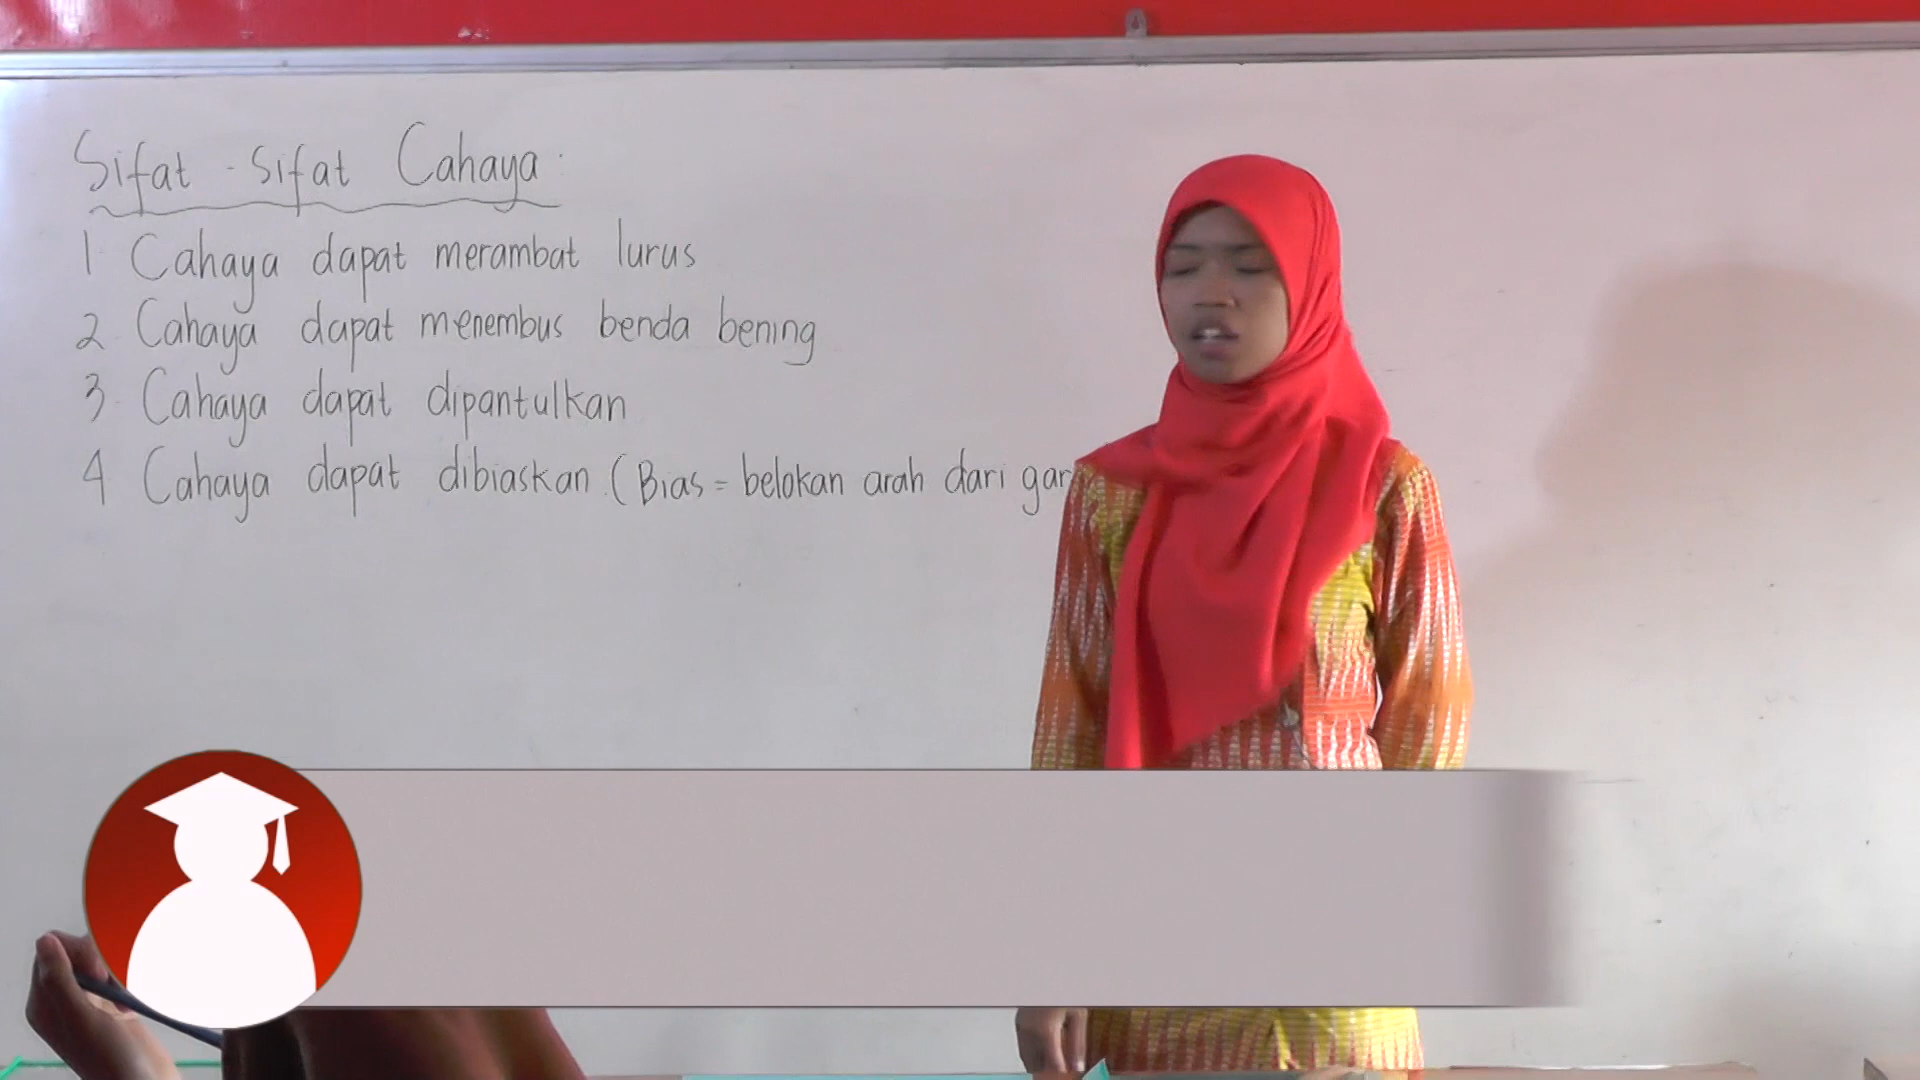 Sifat - Sifat Cahaya :
1. Cahaya dapat merambat lurus
2. Cahaya dapat menembus benda bening
3. Cahaya dapat dipantulkan
4 Cahaya dapat dibiaskan. (Bias = belokan arah dari gar